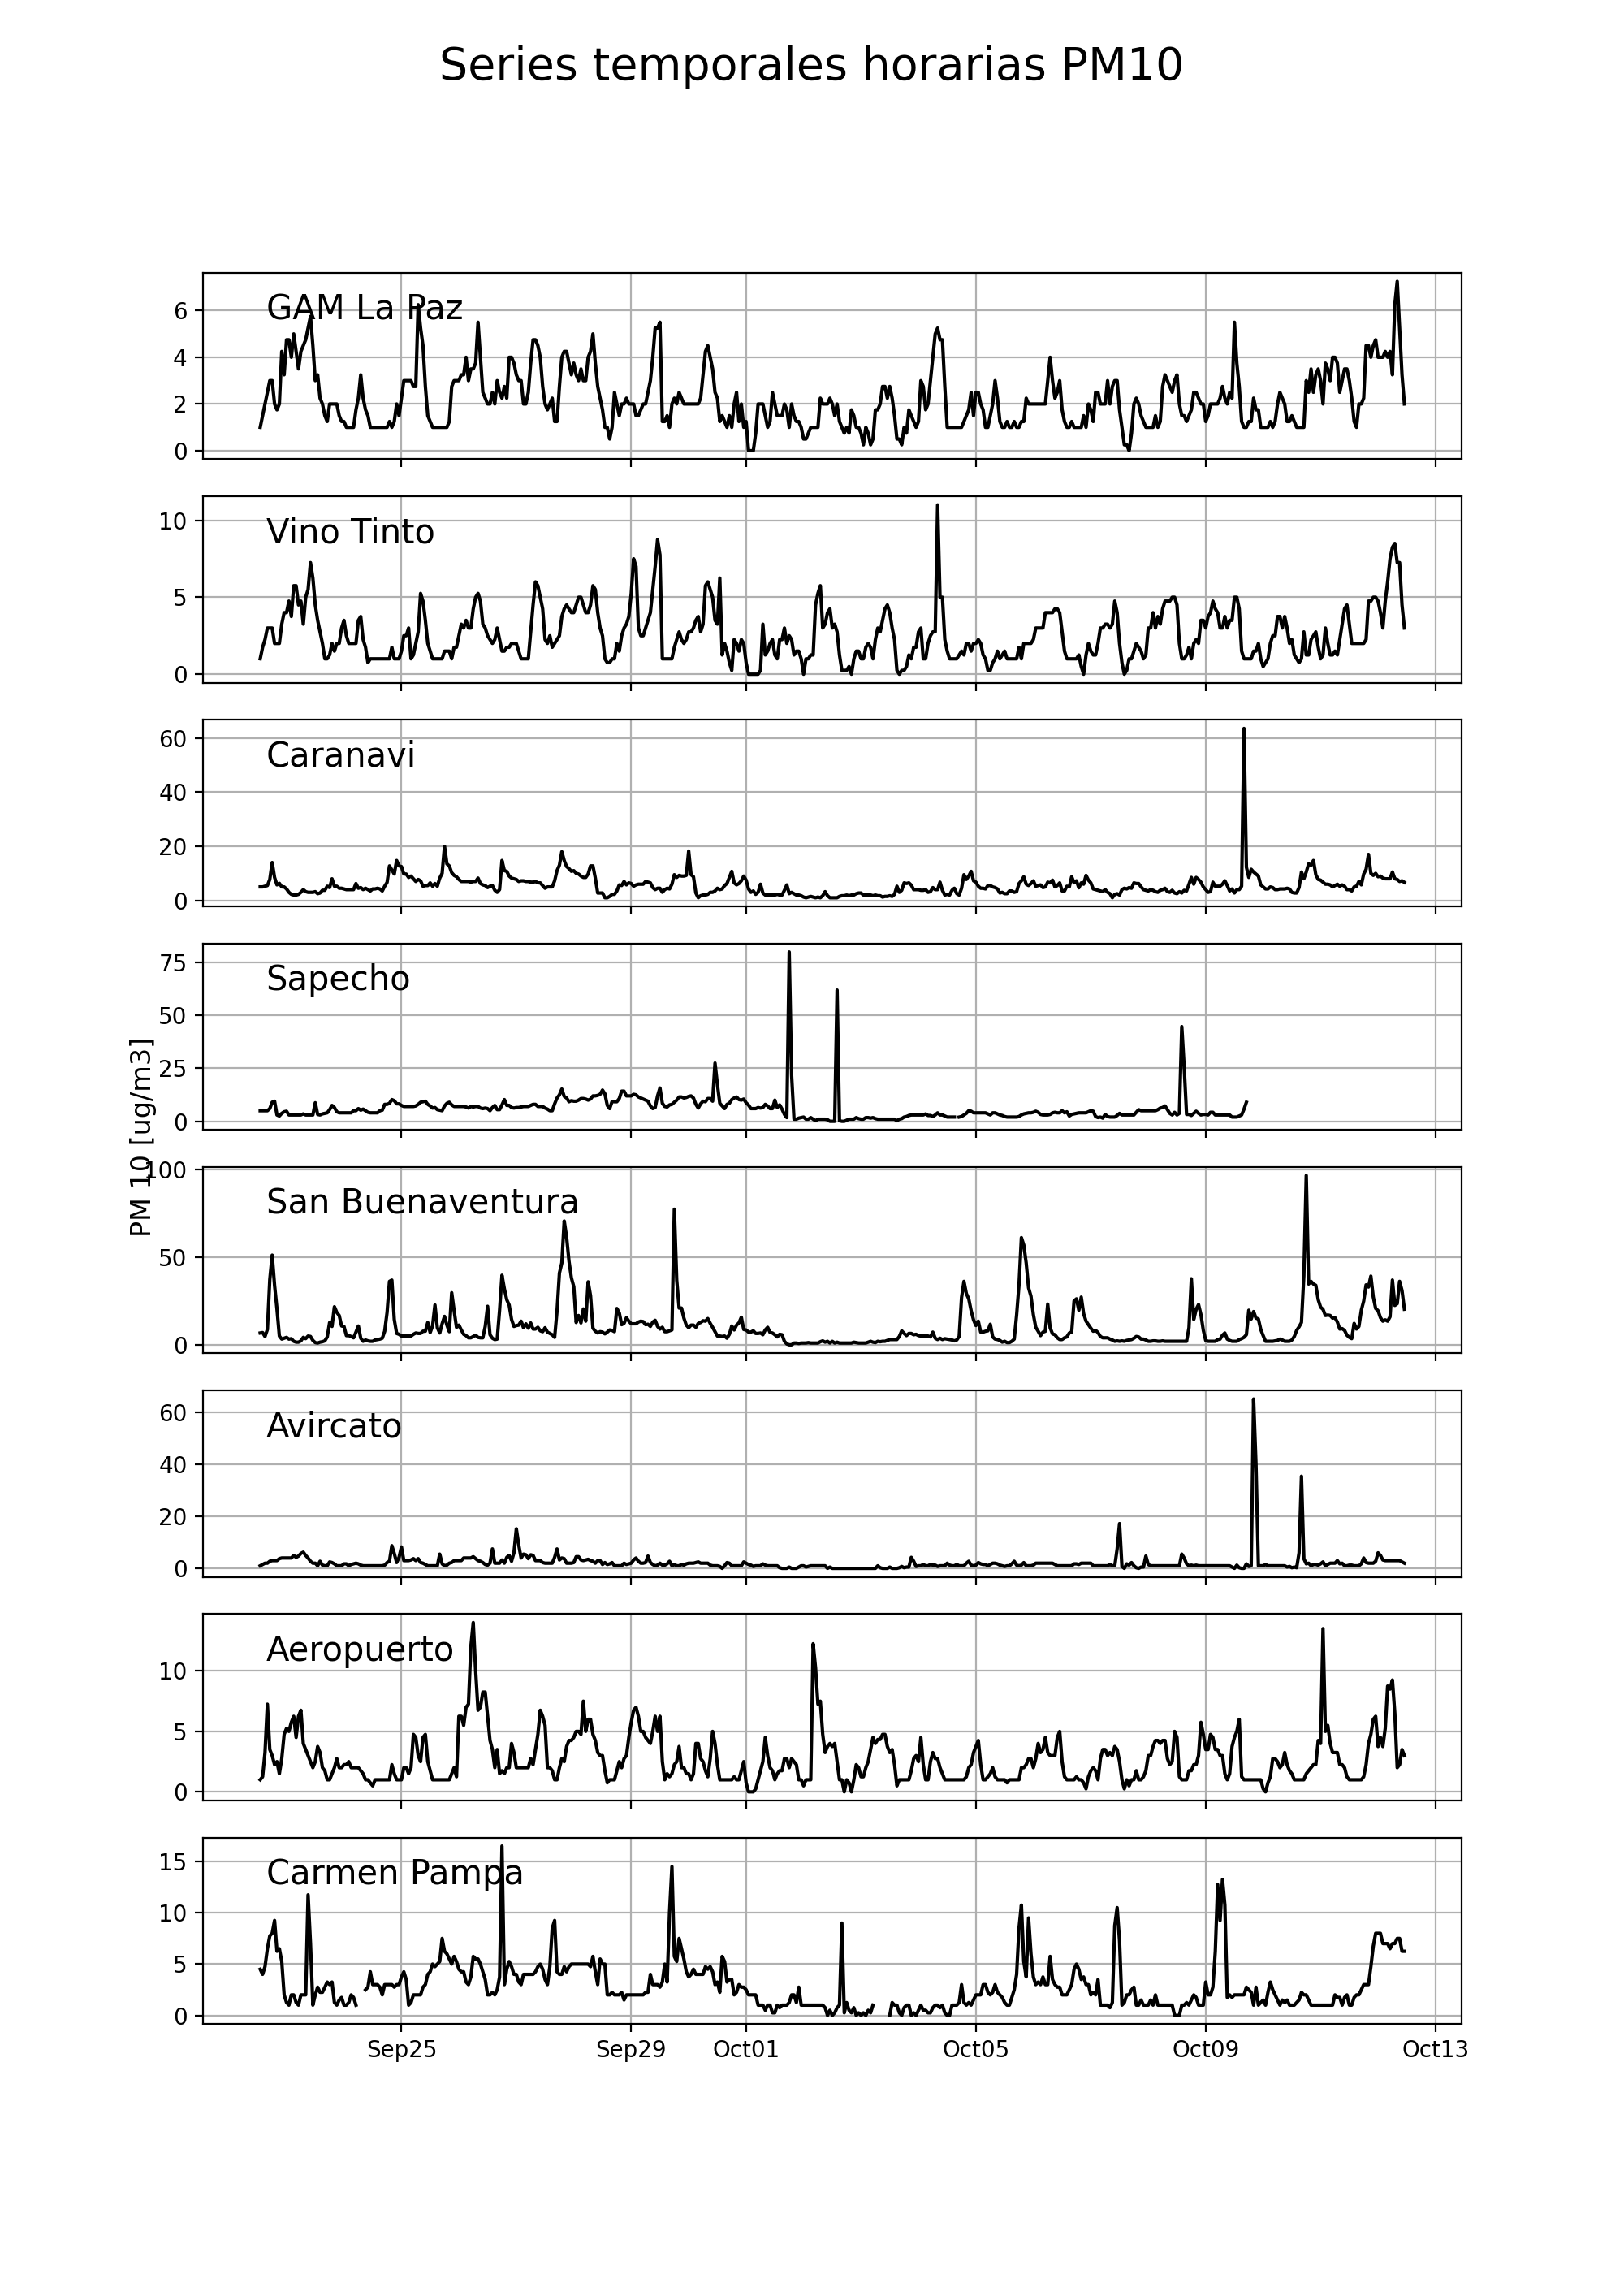 Series temporales horarias PM10
GAM La Paz
6
4
2
0
Vino Tinto
10
5
0
Caranavi
60
40
20
0
Sapecho
75
50
25
0
PM 10 [ug/m3]
San Buenaventura
100
50
0
Avircato
60
40
20
0
Aeropuerto
10
5
0
Carmen Pampa
15
10
5
0
Sep25 Sep29 Oct01 Oct05 Oct09 Oct13